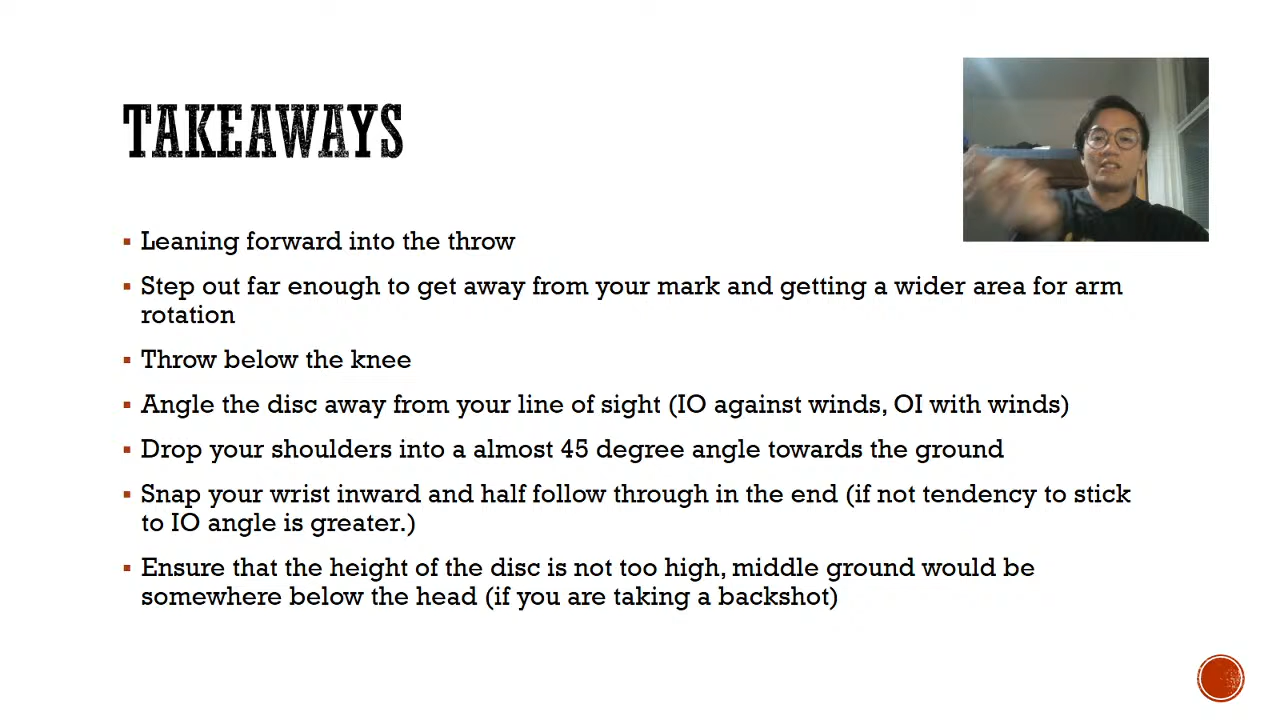 TAKEAWAYS
Leaning forward into the throw
Step out far enough to get away from your mark and getting a wider area for arm
rotation
Throw below the knee
Angle the disc away from your line of sight (IO against winds, OI with winds)
Drop your shoulders into a almost 45 degree angle towards the ground
Snap your wrist inward and half follow through in the end (if not tendency to stick
to IO angle is greater.)
Ensure that the height of the disc is not too high, middle ground would be
somewhere below the head (if you are taking a backshot)